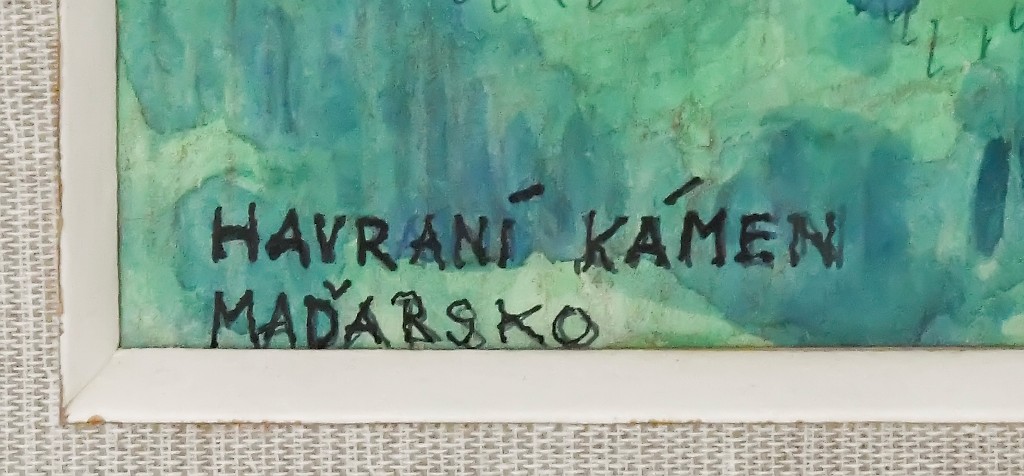 HAVRANÍ KÁMEN
MAĎARSKO